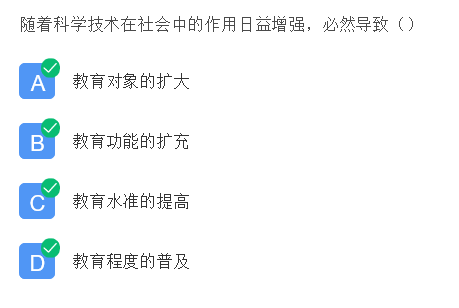 随着科学技术在社会中的作用日益增强，必然导致（）
A 教育对象的扩大
B 教育功能的扩充
C 教育水准的提高
D 教育程度的普及